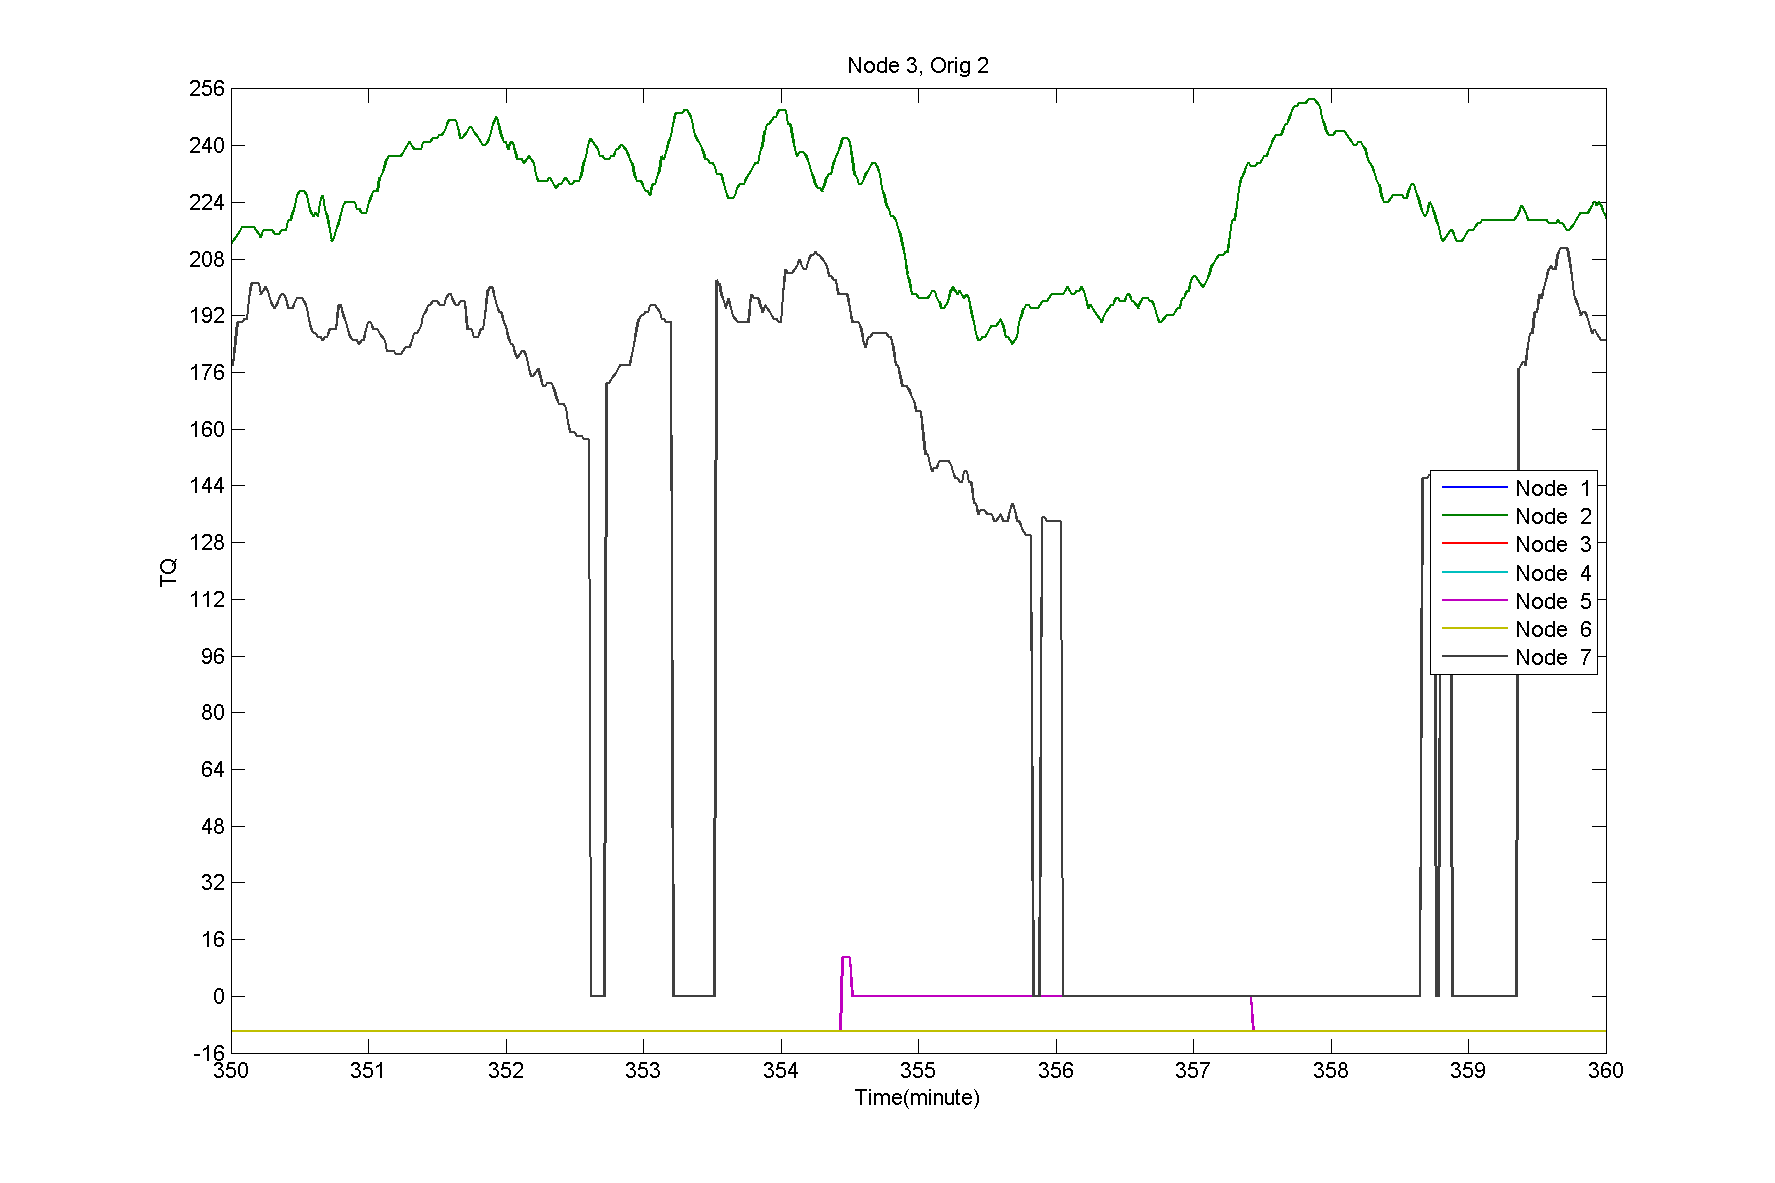 Node 3, Orig 2
256
240
224
208
192
176
160
144
128
112
96
80
64
48
32
16
0
-16
TQ
Node 1
Node 2
Node 3
Node 4
Node 5
Node 6
Node 7
350 351 352 353 354 355 356 357 358 359 360
Time(minute)